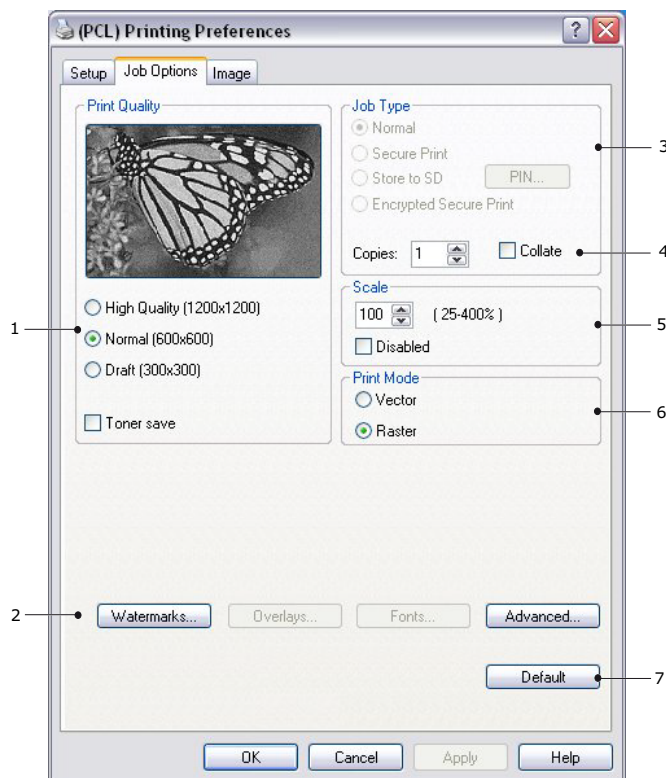 (PCL) Printing Preferences
?
Setup Job Options Image
Print Quality
High Quality (1200x1200)
Normal (600x600)
Draft (300x300)
Toner save
Job Type
Normal
Secure Print
Store to SD PIN...
Encrypted Secure Print
Copies: 1 Collate
Scale
100 ( 25-400% )
Disabled
Print Mode
Vector
Raster
Watermarks... Overlays... Fonts... Advanced...
Default
OK Cancel Apply Help
1
2
3
4
5
6
7